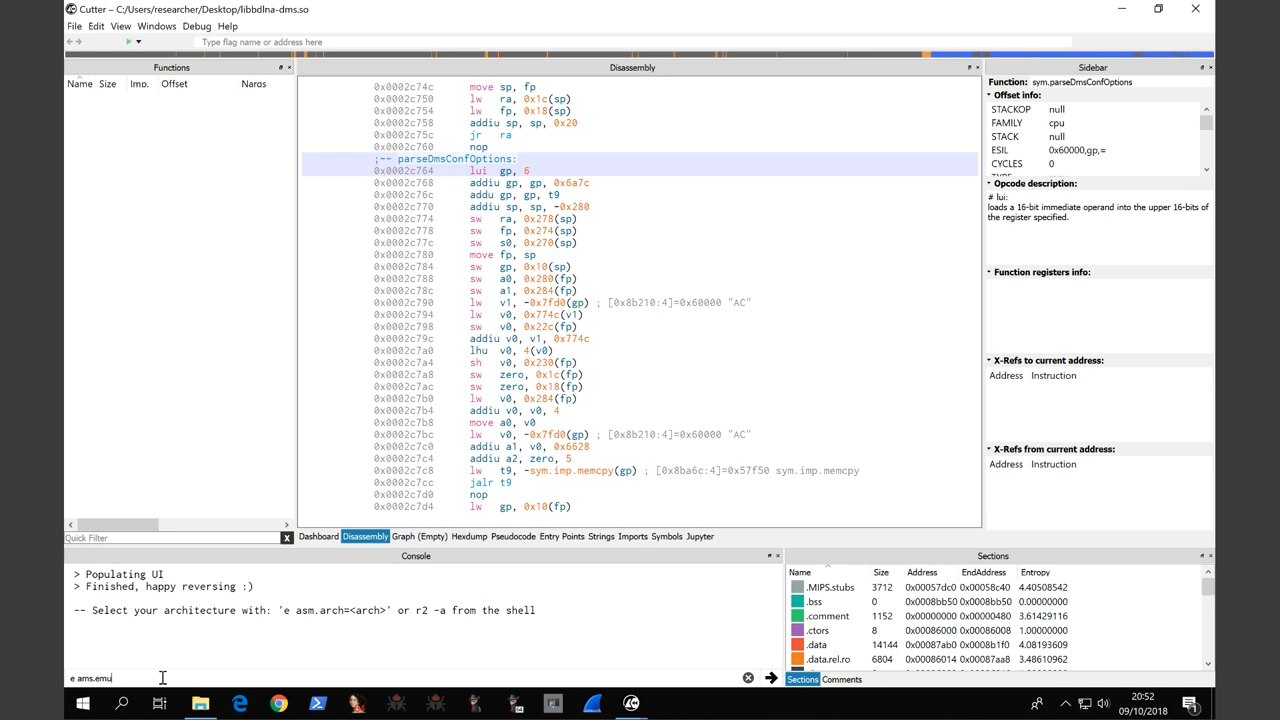 Cutter – C:/Users/researcher/Desktop/libbdlna-dms.so
File Edit View Windows Debug Help
Type flag name or address here
Functions
Name Size Imp. Offset Nargs
Quick Filter X
Disassembly
0x0002c74c move sp, fp
0x0002c750 lw ra, 0x1c(sp)
0x0002c754 lw fp, 0x18(sp)
0x0002c758 addiu sp, sp, 0x20
0x0002c75c jr ra
0x0002c760 nop
;-- parseDmsConfOptions:
0x0002c764 lui gp, 6
0x0002c768 addiu gp, gp, 0x6a7c
0x0002c76c addu gp, gp, t9
0x0002c770 addiu sp, sp, -0x280
0x0002c774 sw ra, 0x278(sp)
0x0002c778 sw fp, 0x274(sp)
0x0002c77c sw s0, 0x270(sp)
0x0002c780 move fp, sp
0x0002c784 sw gp, 0x10(sp)
0x0002c788 sw a0, 0x280(fp)
0x0002c78c sw a1, 0x284(fp)
0x0002c790 lw v1, -0x7fd0(gp) ; [0x8b210:4]=0x60000 "AC"
0x0002c794 lw v0, 0x774c(v1)
0x0002c798 sw v0, 0x22c(fp)
0x0002c79c addiu v0, v1, 0x774c
0x0002c7a0 lhu v0, 4(v0)
0x0002c7a4 sh v0, 0x230(fp)
0x0002c7a8 sw zero, 0x1c(fp)
0x0002c7ac sw zero, 0x18(fp)
0x0002c7b0 lw v0, 0x284(fp)
0x0002c7b4 addiu v0, v0, 4
0x0002c7b8 move a0, v0
0x0002c7bc lw v0, -0x7fd0(gp) ; [0x8b210:4]=0x60000 "AC"
0x0002c7c0 addiu a1, v0, 0x6628
0x0002c7c4 addiu a2, zero, 5
0x0002c7c8 lw t9, -sym.imp.memcpy(gp) ; [0x8ba6c:4]=0x57f50 sym.imp.memcpy
0x0002c7cc jalr t9
0x0002c7d0 nop
0x0002c7d4 lw gp, 0x10(fp)
Dashboard Disassembly Graph (Empty) Hexdump Pseudocode Entry Points Strings Imports Symbols Jupyter
Sidebar
Function: sym.parseDmsConfOptions
Offset info:
STACKOP null
FAMILY cpu
STACK null
ESIL 0x60000,gp,=
CYCLES 0
Opcode description:
# lui:
loads a 16-bit immediate operand into the upper 16-bits of
the register specified.
Function registers info:
X-Refs to current address:
Address Instruction
X-Refs from current address:
Address Instruction
Console
> Populating UI
> Finished, happy reversing :)
-- Select your architecture with: 'e asm.arch=<arch>' or r2 -a from the shell
e ams.emu
Sections
Name Size Address EndAddress Entropy
.MIPS.stubs 3712 0x00057dc0 0x00058c40 4.40508542
.bss 0 0x0008bb50 0x0008bb50 0.00000000
.comment 1152 0x00000000 0x00000480 3.61429116
.ctors 8 0x00086000 0x00086008 1.00000000
.data 14144 0x00087ab0 0x0008b1f0 4.08193609
.data.rel.ro 6804 0x00086014 0x00087aa8 3.48610962
Sections Comments
20:52
09/10/2018
64
1